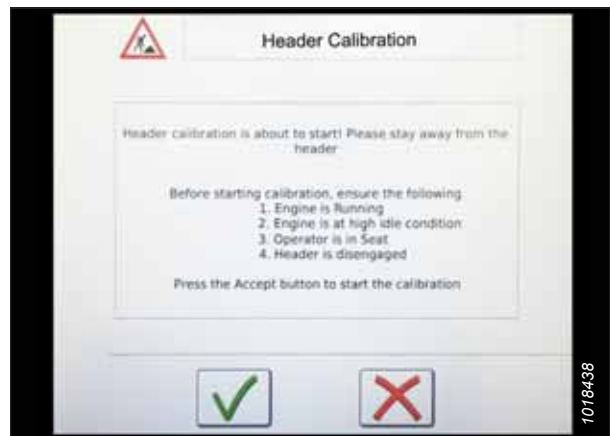 Header Calibration
Header calibration is about to start! Please stay away from the
header
Before starting calibration, ensure the following
1. Engine is Running
2. Engine is at high idle condition
3. Operator is in Seat
4. Header is disengaged
Press the Accept button to start the calibration
1018438